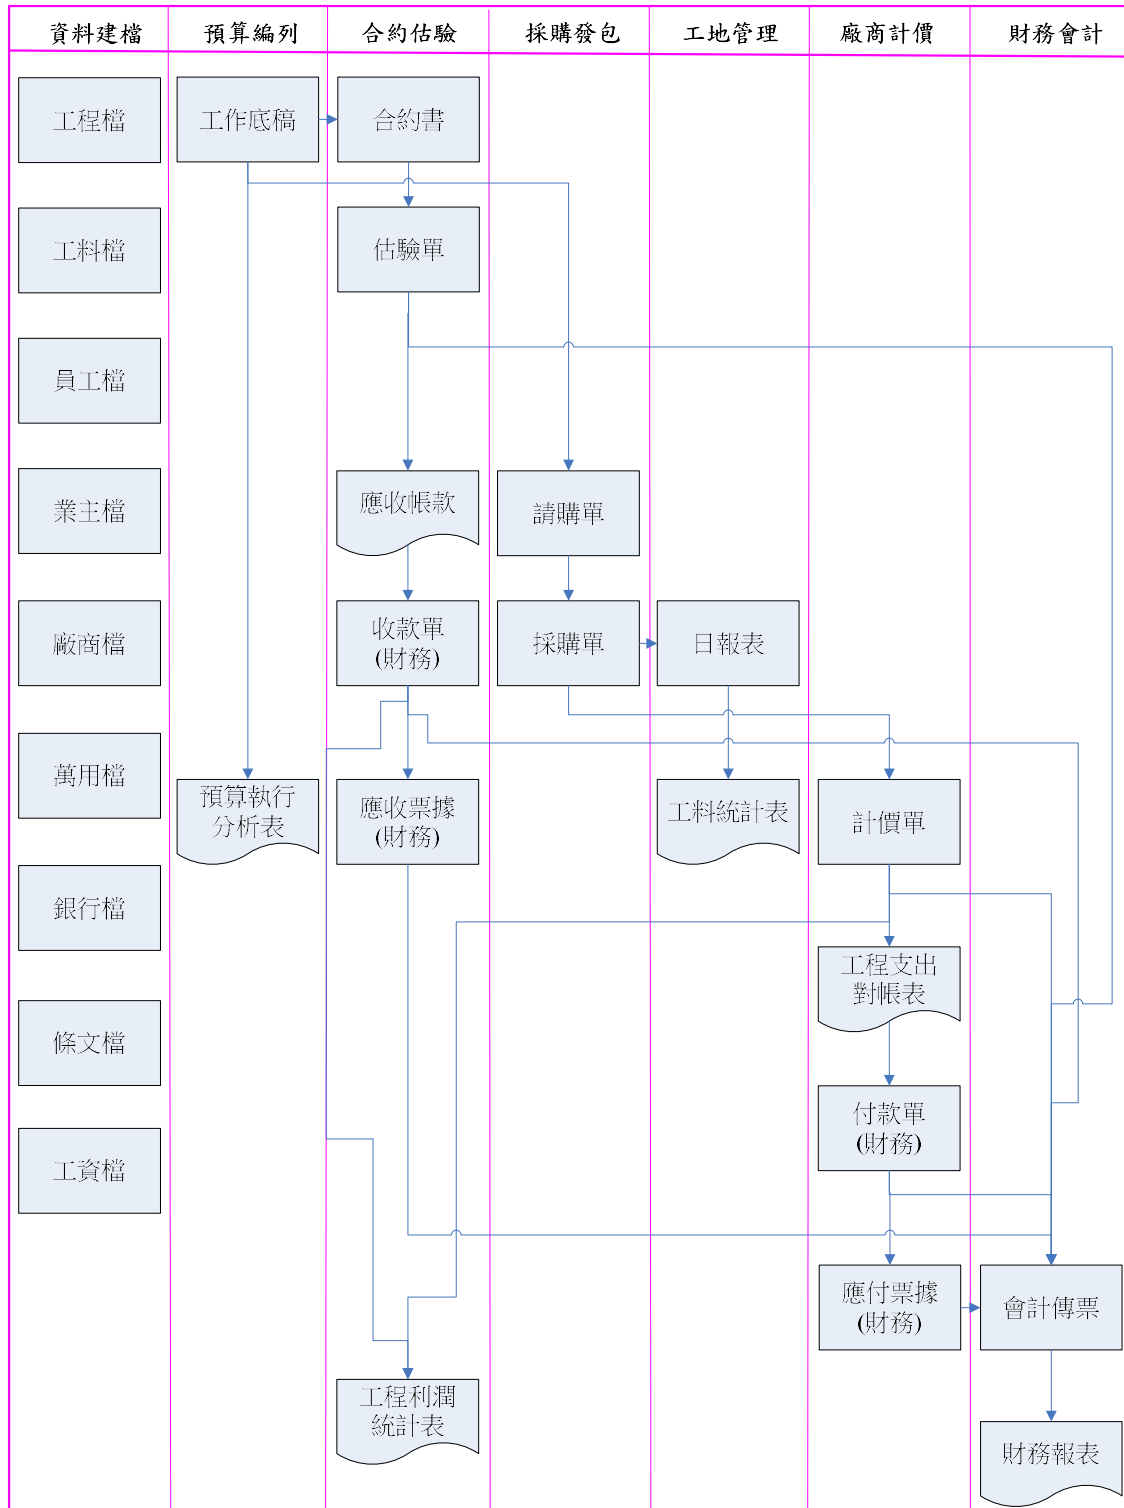 資料建檔
預算編列
合約估驗
採購發包
工地管理
廠商計價
財務會計
工程檔
工作底稿
合約書
工料檔
估驗單
員工檔
業主檔
應收帳款
請購單
廠商檔
收款單
(財務)
採購單
日報表
萬用檔
預算執行
分析表
應收票據
(財務)
工料統計表
計價單
銀行檔
工程支出
對帳表
條文檔
付款單
(財務)
工資檔
應付票據
(財務)
會計傳票
工程利潤
統計表
財務報表